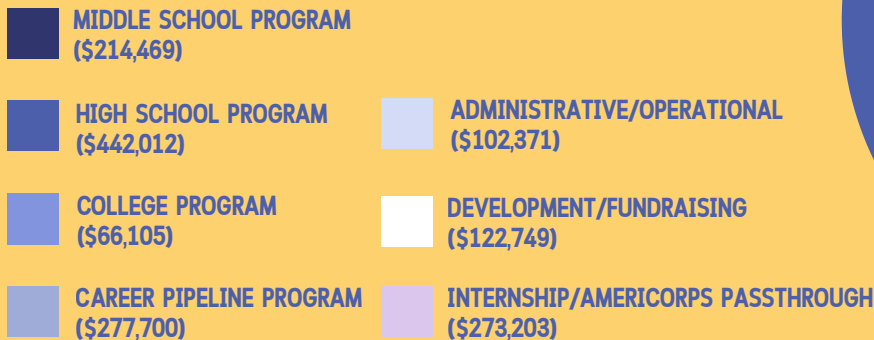 MIDDLE SCHOOL PROGRAM
($214,469)
HIGH SCHOOL PROGRAM
($442,012)
COLLEGE PROGRAM
($66,105)
CAREER PIPELINE PROGRAM
($277,700)
ADMINISTRATIVE/OPERATIONAL
($102,371)
DEVELOPMENT/FUNDRAISING
($122,749)
INTERNSHIP/AMERICORPS PASSTHROUGH
($273,203)